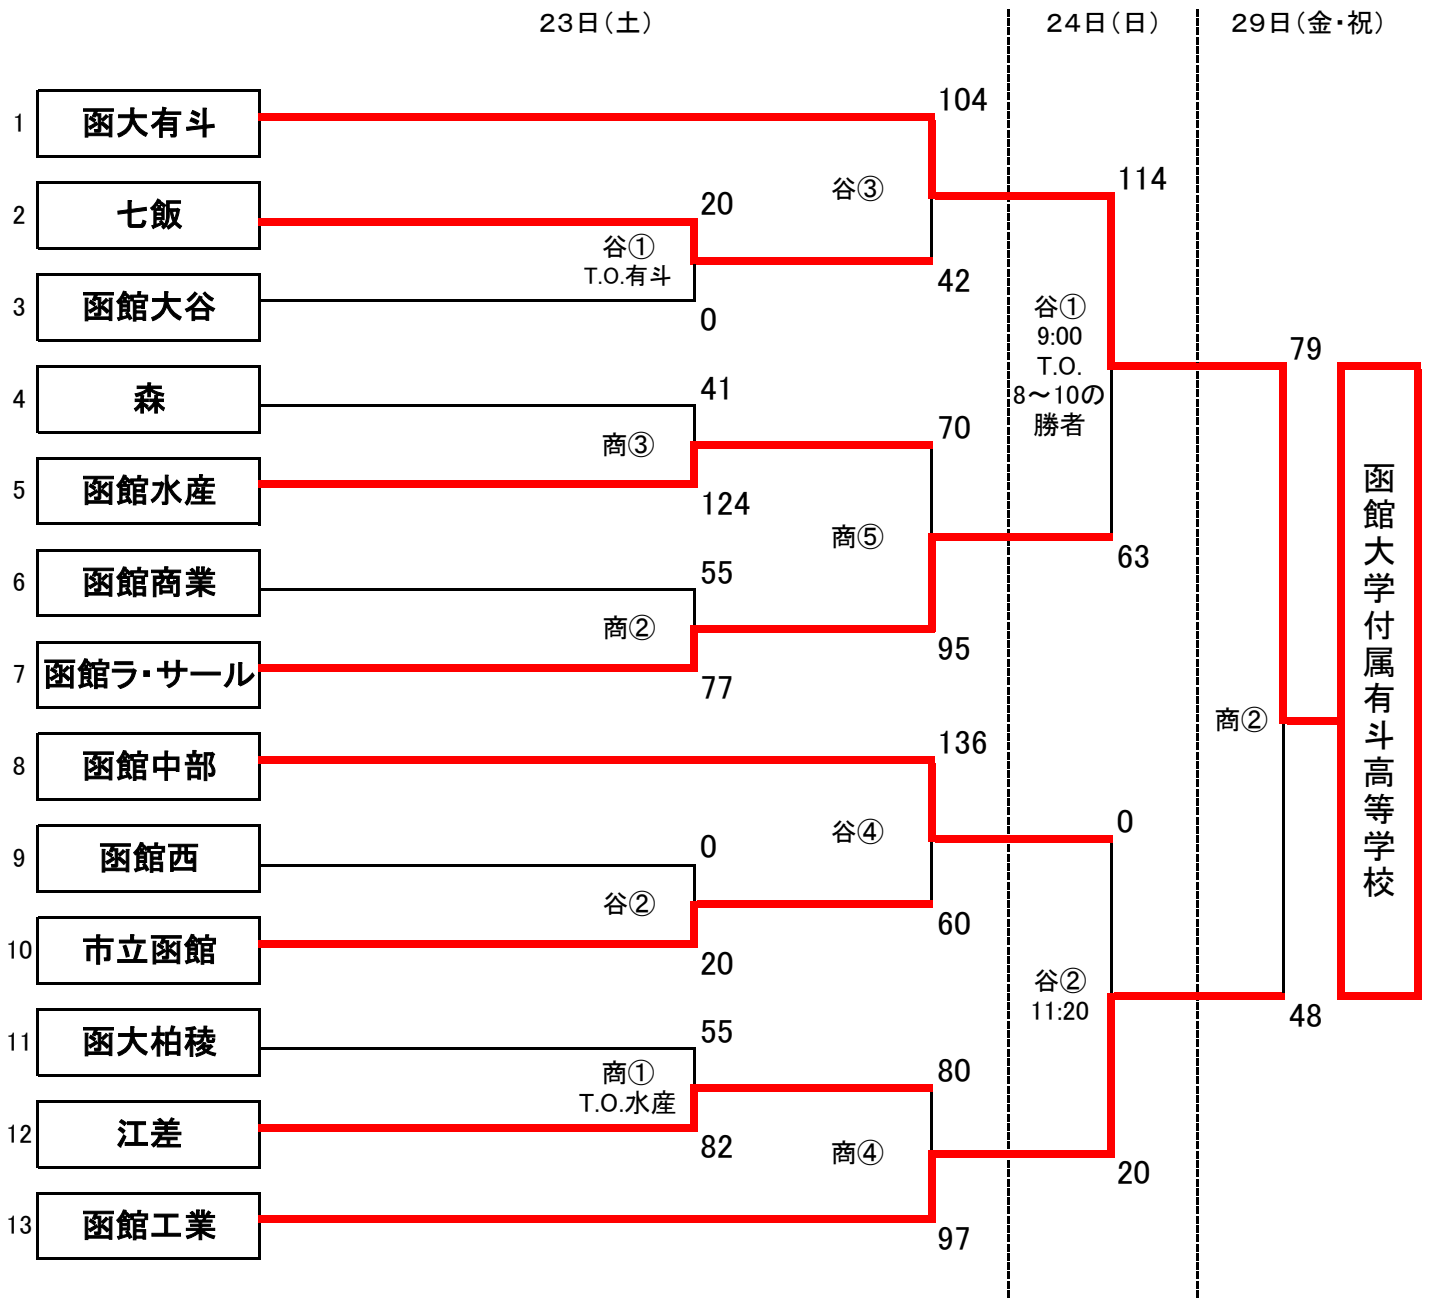 23日(土)
24日(日)
29日(金・祝)
1 函大有斗
2 七飯
3 函館大谷
4 森
5 函館水産
6 函館商業
7 函館ラ・サール
8 函館中部
9 函館西
10 市立函館
11 函大柏稜
12 江差
13 函館工業
20
谷①
T.O.有斗
0
41
商③
124
55
商②
77
0
谷②
20
55
商①
T.O.水産
82
104
谷③
42
70
商⑤
95
136
谷④
60
80
商④
97
114
谷①
9:00
T.O.
8～10の
勝者
63
0
谷②
11:20
20
79
商②
48
函館大学付属有斗高等学校